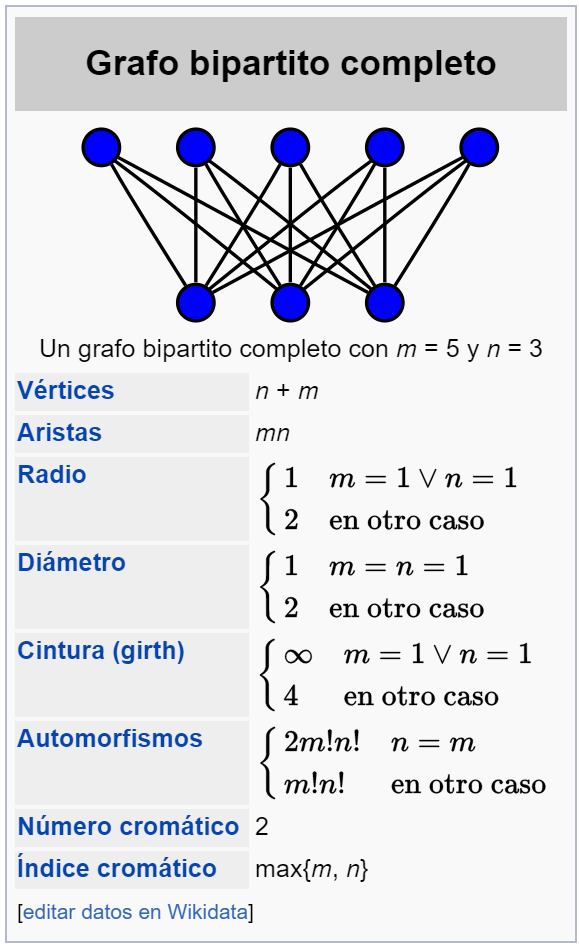 Grafo bipartito completo
Un grafo bipartito completo con m = 5 y n = 3
Vértices n + m
Aristas mn
Radio { 1 m = 1 ∨ n = 1
2 en otro caso
Diámetro { 1 m = n = 1
2 en otro caso
Cintura (girth) { ∞ m = 1 ∨ n = 1
4 en otro caso
Automorfismos { 2m!n! n = m
m!n! en otro caso
Número cromático 2
Índice cromático max{m, n}
[editar datos en Wikidata]